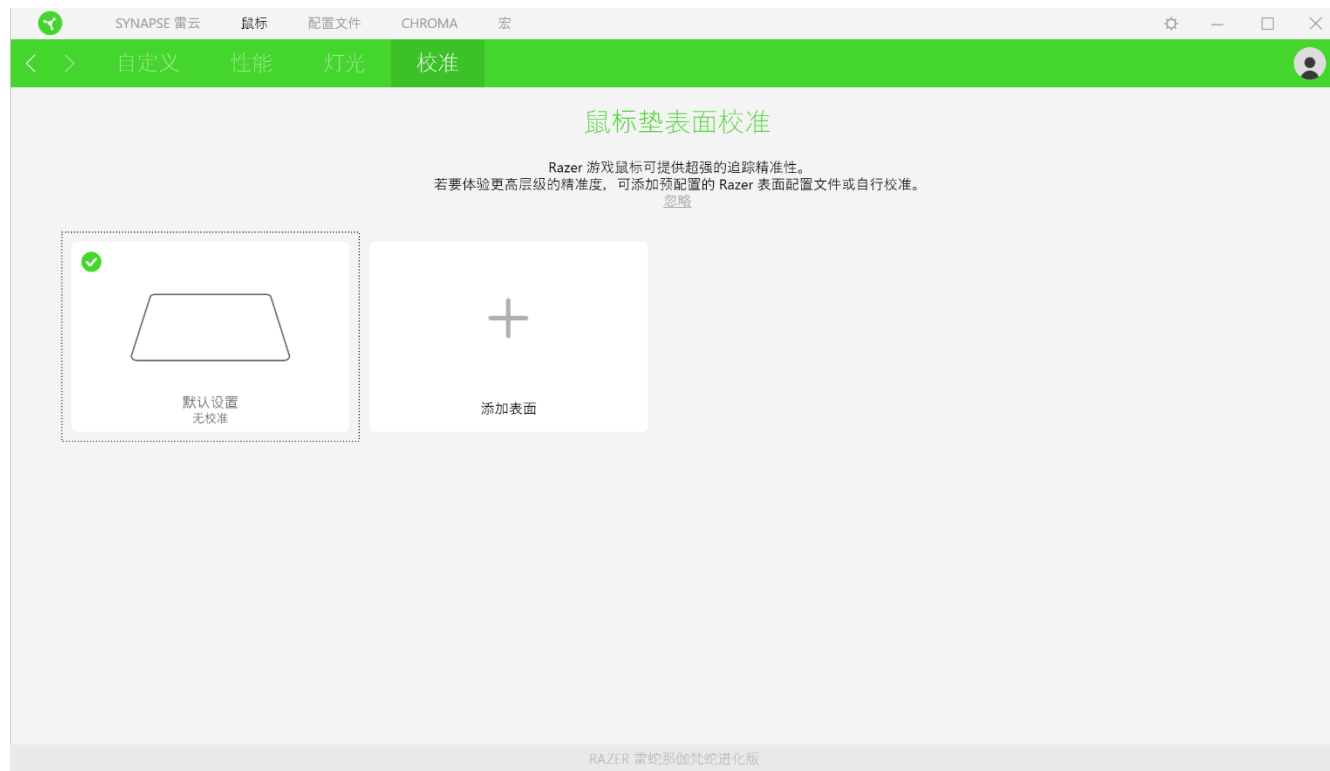 SYNAPSE 雷云 鼠标 配置文件 CHROMA 宏
自定义 性能 灯光 校准
鼠标垫表面校准
Razer 游戏鼠标可提供超强的追踪精准性。
若要体验更高层级的精准度，可添加预配置的 Razer 表面配置文件或自行校准。
忽略
默认设置
无校准
添加表面
RAZER 雷蛇那伽梵蛇进化版